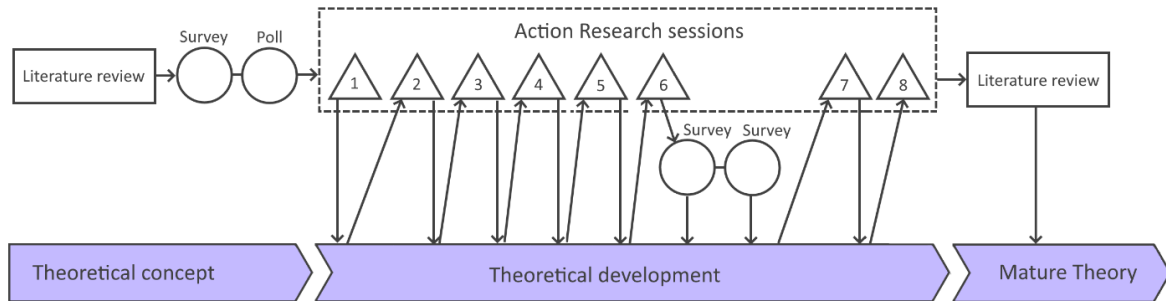 Survey
Poll
Action Research sessions
Literature review
1
2
3
4
5
6
7
8
Literature review
Survey
Survey
Theoretical concept
Theoretical development
Mature Theory